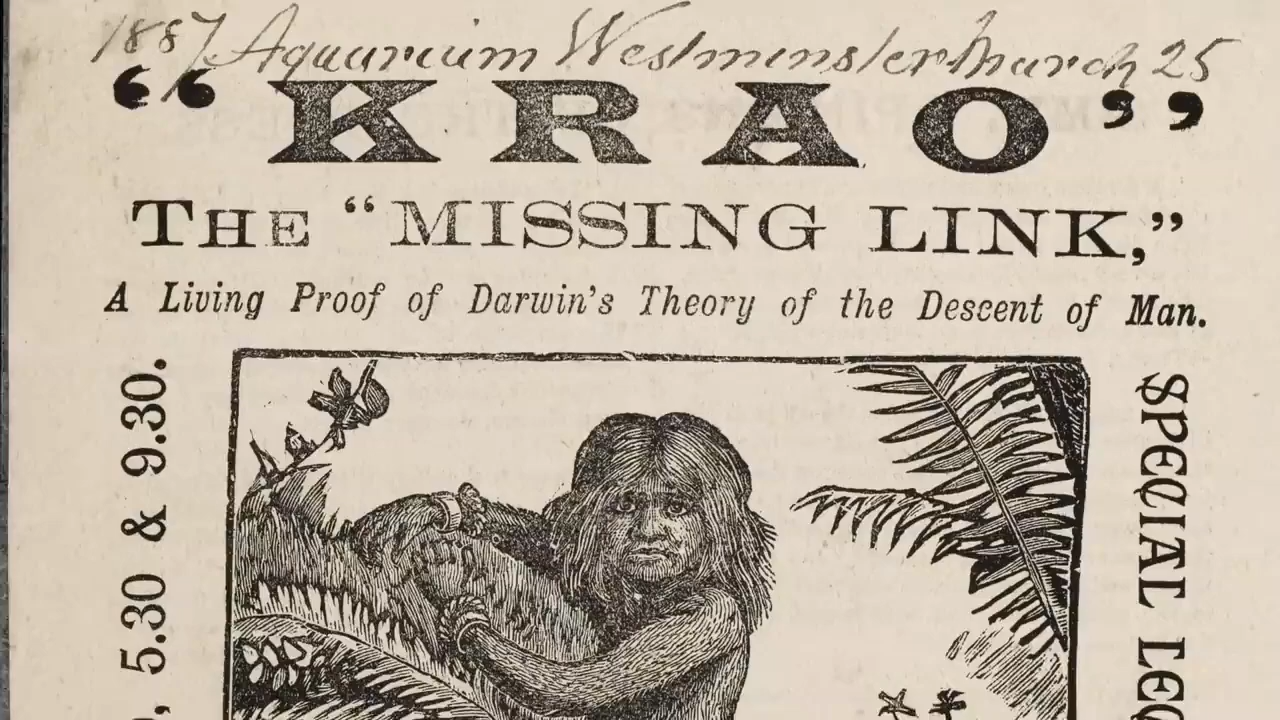 1887 Aquarium Westminster March 25
“KRAO”
THE “MISSING LINK,”
A Living Proof of Darwin’s Theory of the Descent of Man.
5.30 & 9.30.
SPECIAL